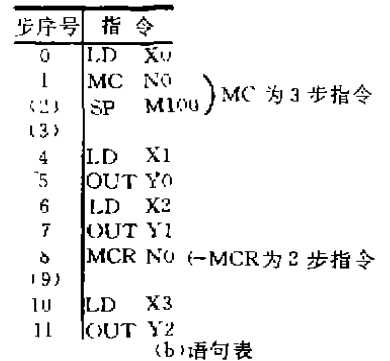 步序号 指 令
0 LD X0
1 MC N0
(2) SP M100 MC 为 3 步指令
(3)
4 LD X1
5 OUT Y0
6 LD X2
7 OUT Y1
8 MCR N0 (←MCR为 2 步指令
(9)
10 LD X3
11 OUT Y2
(b)语句表